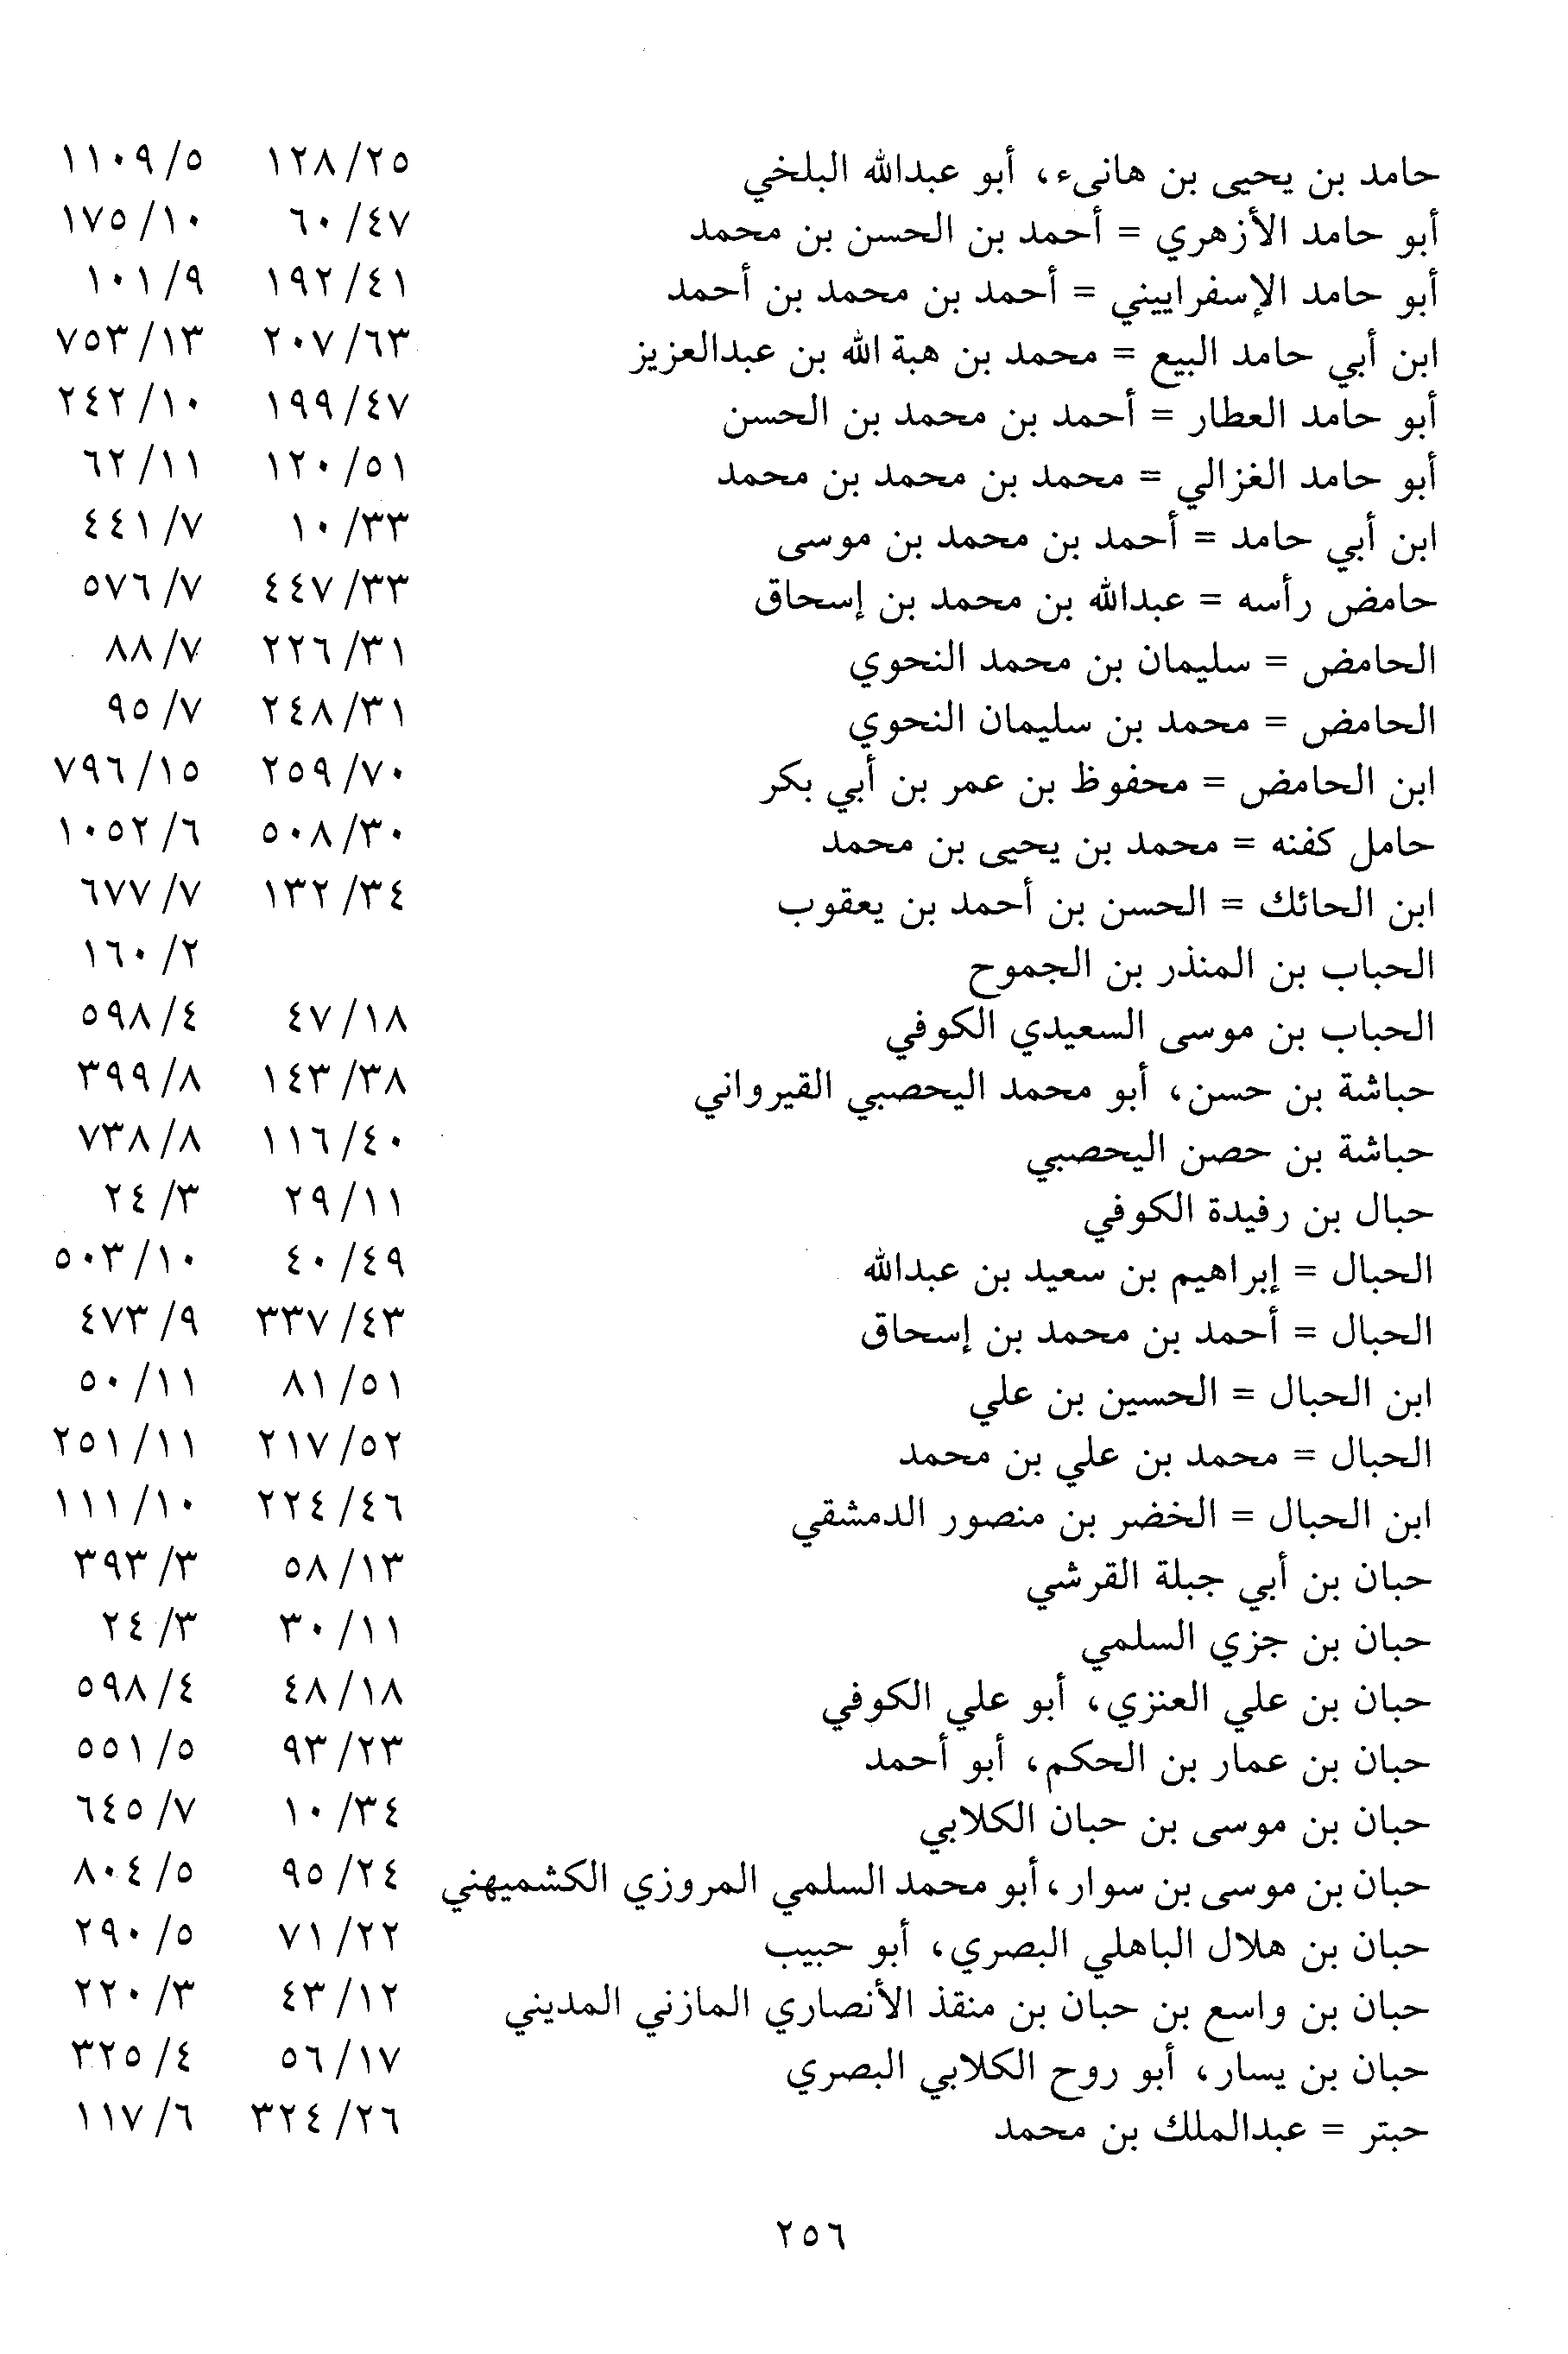 حامد بن يحيى بن هانىء، أبو عبدالله البلخي ١٢٨/٢٥ ١١٠٩/٥
أبو حامد الأزهري = أحمد بن الحسن بن محمد ٦٠/٤٧ ١٧٥/١٠
أبو حامد الإسفراييني = أحمد بن محمد بن أحمد ١٩٢/٤١ ١٠١/٩
ابن أبي حامد البيع = محمد بن هبة الله بن عبدالعزيز ٢٠٧/٦٣ ٧٥٣/١٣
أبو حامد العطار = أحمد بن محمد بن الحسن ١٩٩/٤٧ ٢٤٢/١٠
أبو حامد الغزالي = محمد بن محمد بن محمد ١٢٠/٥١ ٦٢/١١
ابن أبي حامد = أحمد بن محمد بن موسى ١٠/٣٣ ٤٤١/٧
حامض رأسه = عبدالله بن محمد بن إسحاق ٤٤٧/٣٣ ٥٧٦/٧
الحامض = سليمان بن محمد النحوي ٢٢٦/٣١ ٨٨/٧
الحامض = محمد بن سليمان النحوي ٢٤٨/٣١ ٩٥/٧
ابن الحامض = محفوظ بن عمر بن أبي بكر ٢٥٩/٧٠ ٧٩٦/١٥
حامل كفنه = محمد بن يحيى بن محمد ٥٠٨/٣٠ ١٠٥٢/٦
ابن الحائك = الحسن بن أحمد بن يعقوب ١٣٢/٣٤ ٦٧٧/٧
الحباب بن المنذر بن الجموح ١٦٠/٢
الحباب بن موسى السعيدي الكوفي ٤٧/١٨ ٥٩٨/٤
حباشة بن حسن، أبو محمد اليحصبي القيرواني ١٤٣/٣٨ ٣٩٩/٨
حباشة بن حصن اليحصبي ١١٦/٤٠ ٧٣٨/٨
حبال بن رفيدة الكوفي ٢٩/١١ ٢٤/٣
الحبال = إبراهيم بن سعيد بن عبدالله ٤٠/٤٩ ٥٠٣/١٠
الحبال = أحمد بن محمد بن إسحاق ٣٣٧/٤٣ ٤٧٣/٩
ابن الحبال = الحسين بن علي ٨١/٥١ ٥٠/١١
الحبال = محمد بن علي بن محمد ٢١٧/٥٢ ٢٥١/١١
ابن الحبال = الخضر بن منصور الدمشقي ٢٢٤/٤٦ ١١١/١٠
حبان بن أبي جبلة القرشي ٥٨/١٣ ٣٩٣/٣
حبان بن جزي السلمي ٣٠/١١ ٢٤/٣
حبان بن علي العنزي، أبو علي الكوفي ٤٨/١٨ ٥٩٨/٤
حبان بن عمار بن الحكم، أبو أحمد ٩٣/٢٣ ٥٥١/٥
حبان بن موسى بن حبان الكلابي ١٠/٣٤ ٦٤٥/٧
حبان بن موسى بن سوار، أبو محمد السلمي المروزي الكشميهني ٩٥/٢٤ ٨٠٤/٥
حبان بن هلال الباهلي البصري، أبو حبيب ٧١/٢٢ ٢٩٠/٥
حبان بن واسع بن حبان بن منقذ الأنصاري المازني المديني ٤٣/١٢ ٢٢٠/٣
حبان بن يسار، أبو روح الكلابي البصري ٥٦/١٧ ٣٢٥/٤
حبتر = عبدالملك بن محمد ٣٢٤/٢٦ ١١٧/٦
٢٥٦